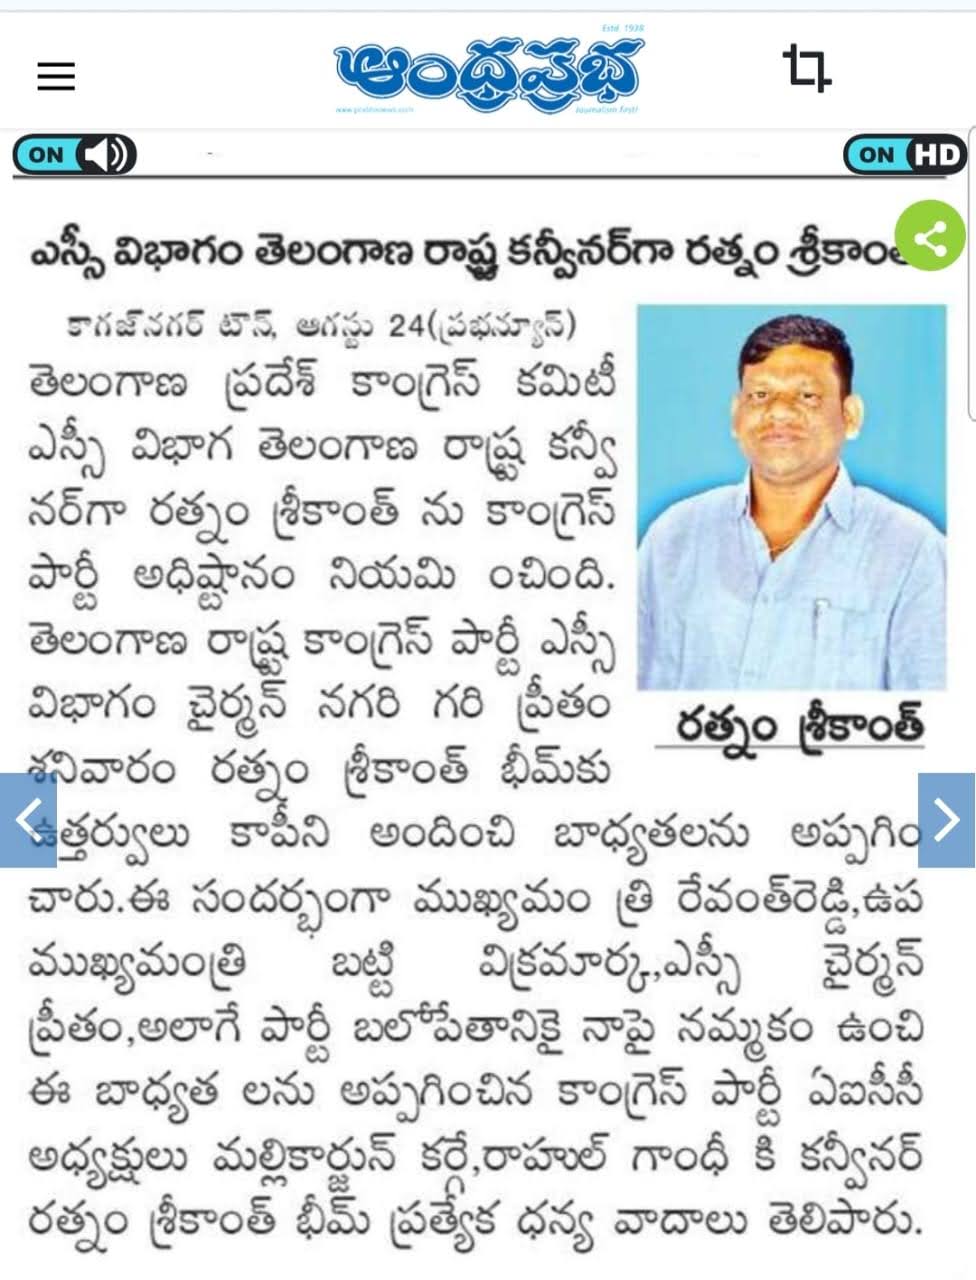 Estd. 1938
ఆంధ్రప్రభ
www.prabhanews.com
Journalism first!
ON
ON HD
ఎస్సీ విభాగం తెలంగాణ రాష్ట్ర కన్వీనర్‌గా రత్నం
కాగజ్‌నగర్ టౌన్, ఆగస్టు 24(ప్రభన్యూస్)
తెలంగాణ ప్రదేశ్ కాంగ్రెస్ కమిటీ
ఎస్సీ విభాగ తెలంగాణ రాష్ట్ర కన్వీ
నర్‌గా రత్నం శ్రీకాంత్ ను కాంగ్రెస్
పార్టీ అధిష్టానం నియమి ంచింది.
తెలంగాణ రాష్ట్ర కాంగ్రెస్ పార్టీ ఎస్సీ
విభాగం చైర్మన్ నగరి గరి ప్రీతం
శనివారం రత్నం శ్రీకాంత్ భీమ్‌కు
ఉత్తర్వులు కాపీని అందించి బాధ్యతలను అప్పగిం
చారు.ఈ సందర్భంగా ముఖ్యమం త్రి రేవంత్‌రెడ్డి,ఉప
ముఖ్యమంత్రి బట్టి విక్రమార్క,ఎస్సీ చైర్మన్
ప్రీతం,అలాగే పార్టీ బలోపేతానికై నాపై నమ్మకం ఉంచి
ఈ బాధ్యత లను అప్పగించిన కాంగ్రెస్ పార్టీ ఏఐసీసీ
అధ్యక్షులు మల్లికార్జున్ కర్గే,రాహుల్ గాంధీ కి కన్వీనర్
రత్నం శ్రీకాంత్ భీమ్ ప్రత్యేక ధన్య వాదాలు తెలిపారు.
రత్నం శ్రీకాంత్